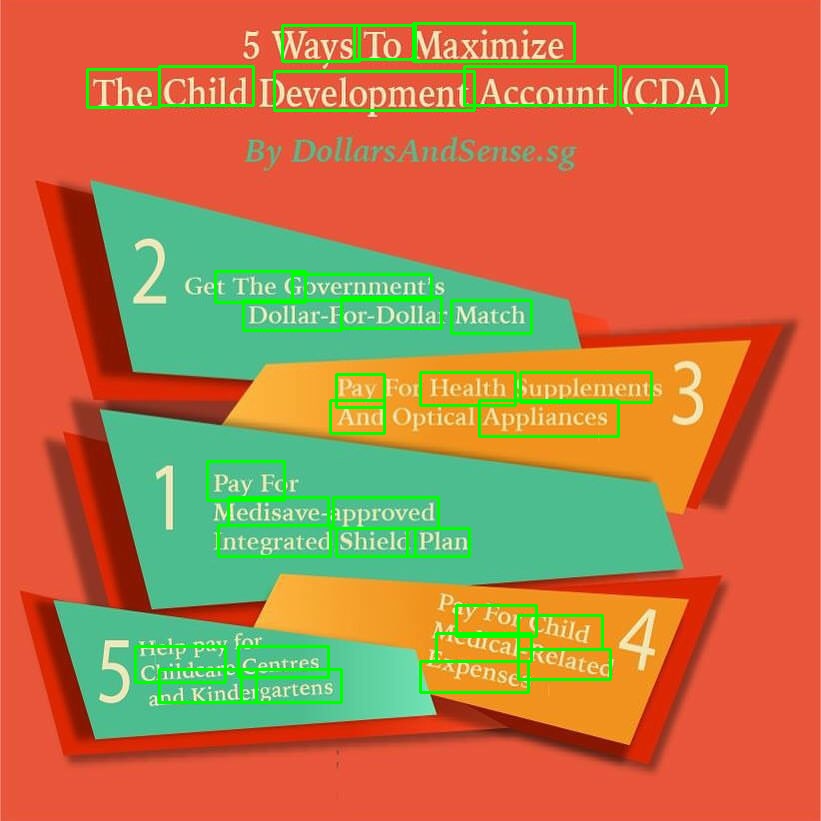 5 Ways To Maximize
The Child Development Account (CDA)
By DollarsAndSense.sg
2
Get The Government's
Dollar-For-Dollar Match
3
Pay For Health Supplements
And Optical Appliances
1
Pay For
Medisave-approved
Integrated Shield Plan
4
Pay For Child
Medical-Related
Expenses
5
Help pay for
Childcare Centres
and Kindergartens